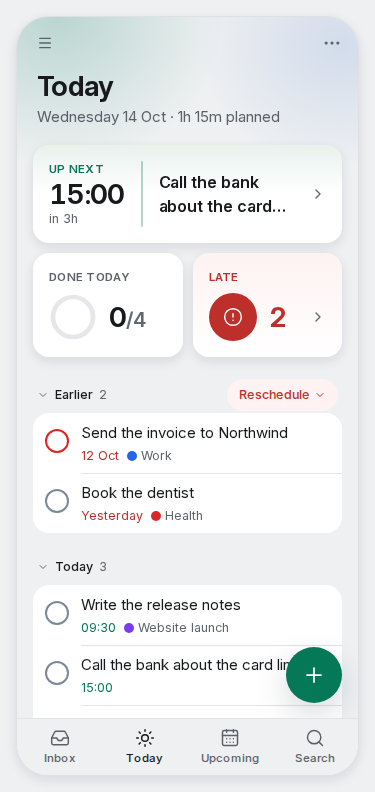 Today
Wednesday 14 Oct · 1h 15m planned
UP NEXT
15:00
in 3h
Call the bank
about the card…
DONE TODAY
0/4
LATE
2
Earlier 2
Reschedule
Send the invoice to Northwind
12 Oct Work
Book the dentist
Yesterday Health
Today 3
Write the release notes
09:30 Website launch
Call the bank about the card
15:00
Inbox
Today
Upcoming
Search